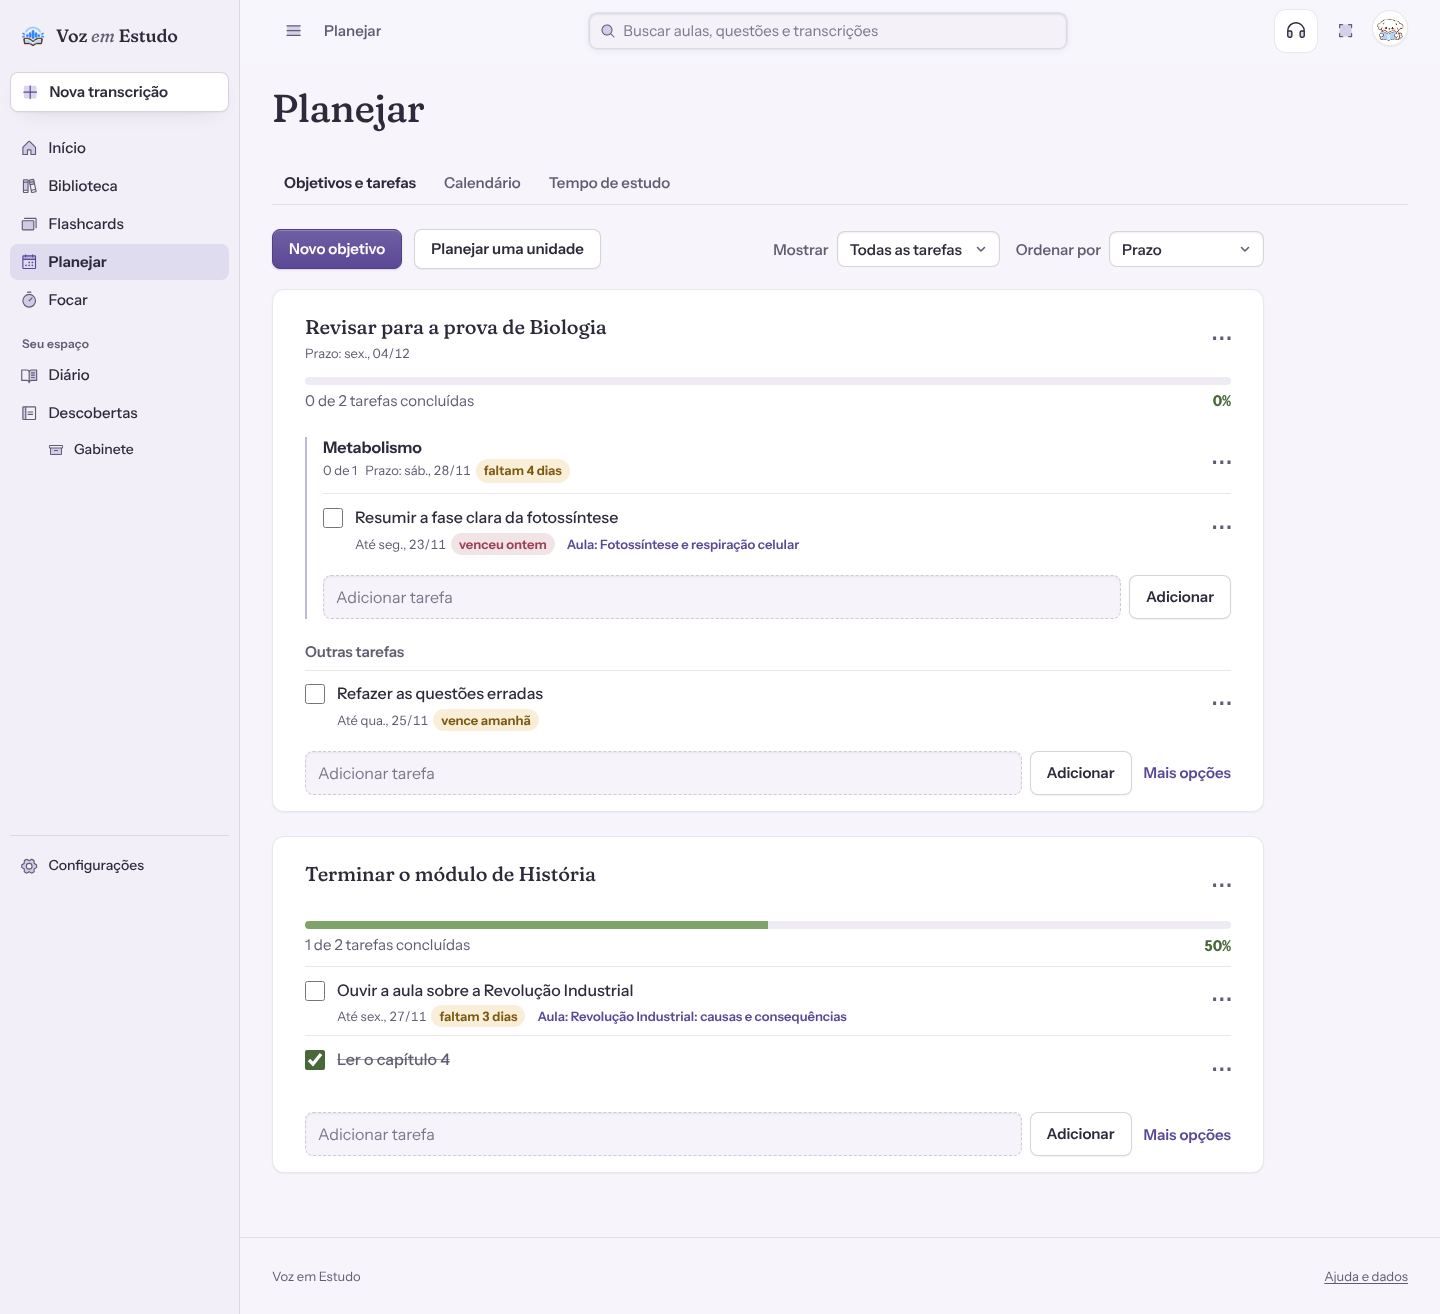 Voz em Estudo
Nova transcrição
Início
Biblioteca
Flashcards
Planejar
Focar
Seu espaço
Diário
Descobertas
Gabinete
Configurações
Planejar
Buscar aulas, questões e transcrições
Planejar
Objetivos e tarefas Calendário Tempo de estudo
Novo objetivo Planejar uma unidade Mostrar Todas as tarefas Ordenar por Prazo
Revisar para a prova de Biologia
Prazo: sex., 04/12
0 de 2 tarefas concluídas 0%
Metabolismo
0 de 1 Prazo: sáb., 28/11 faltam 4 dias
Resumir a fase clara da fotossíntese
Até seg., 23/11 venceu ontem Aula: Fotossíntese e respiração celular
Adicionar tarefa Adicionar
Outras tarefas
Refazer as questões erradas
Até qua., 25/11 vence amanhã
Adicionar tarefa Adicionar Mais opções
Terminar o módulo de História
1 de 2 tarefas concluídas 50%
Ouvir a aula sobre a Revolução Industrial
Até sex., 27/11 faltam 3 dias Aula: Revolução Industrial: causas e consequências
Ler o capítulo 4
Adicionar tarefa Adicionar Mais opções
Voz em Estudo Ajuda e dados